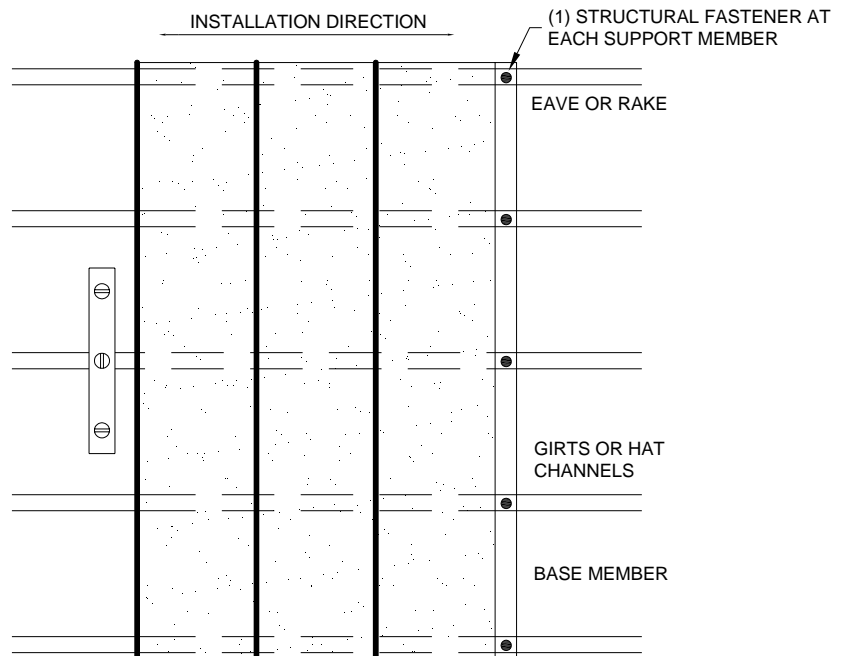 INSTALLATION DIRECTION
(1) STRUCTURAL FASTENER AT
EACH SUPPORT MEMBER
EAVE OR RAKE
GIRTS OR HAT
CHANNELS
BASE MEMBER